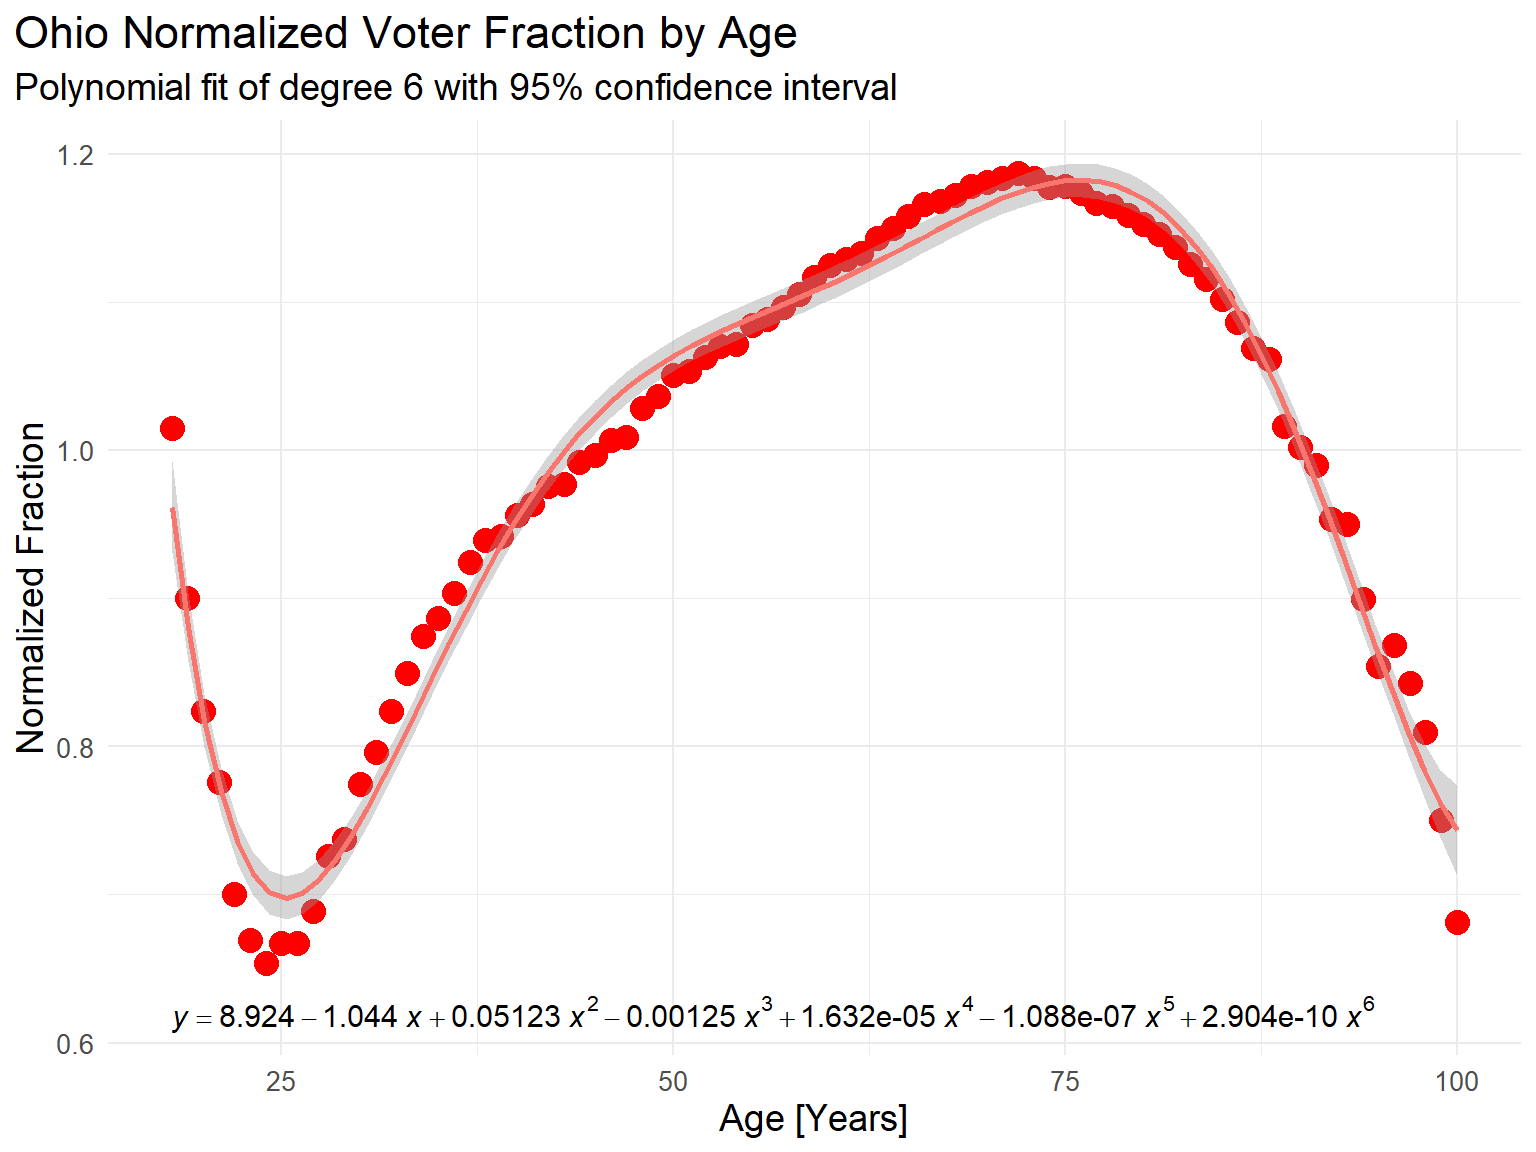 Ohio Normalized Voter Fraction by Age
Polynomial fit of degree 6 with 95% confidence interval
Normalized Fraction
1.2
1.0
0.8
0.6
y = 8.924 − 1.044 x + 0.05123 x² − 0.00125 x³ + 1.632e-05 x⁴ − 1.088e-07 x⁵ + 2.904e-10 x⁶
25 50 75 100
Age [Years]